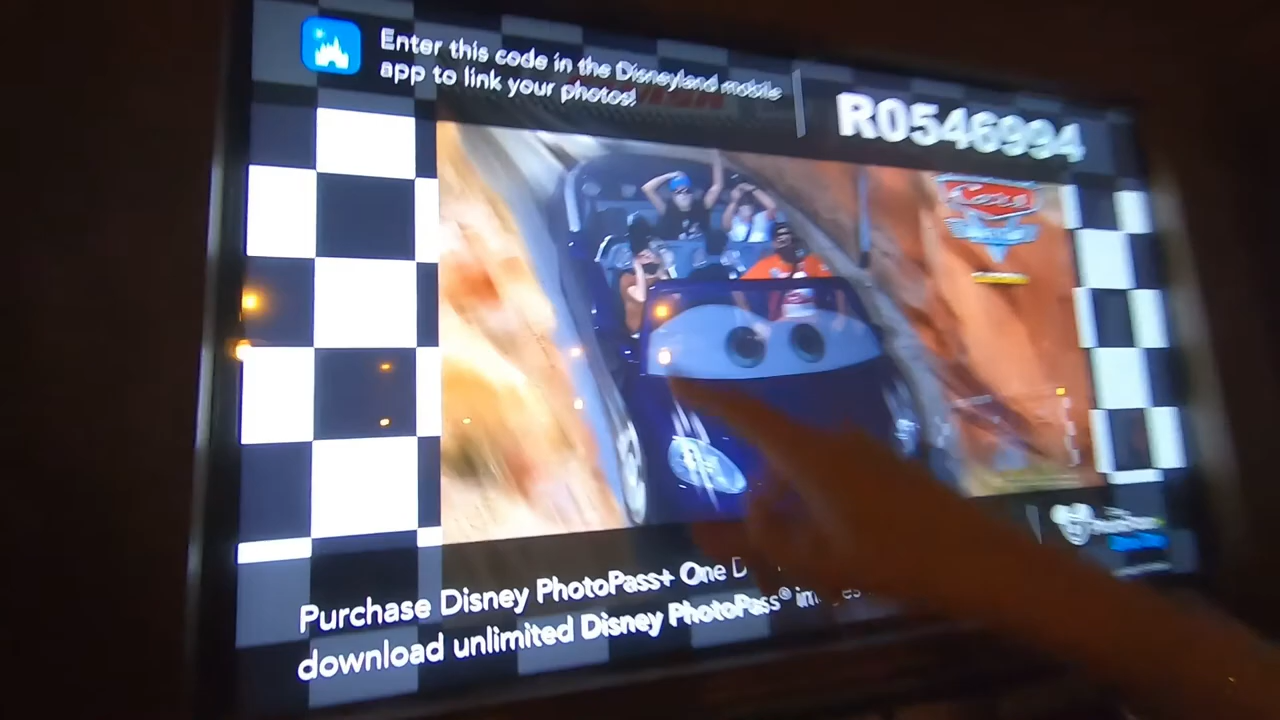 Enter this code in the Disneyland mobile
app to link your photos!
R0546994
Cars
Purchase Disney PhotoPass+ One D
download unlimited Disney PhotoPass®